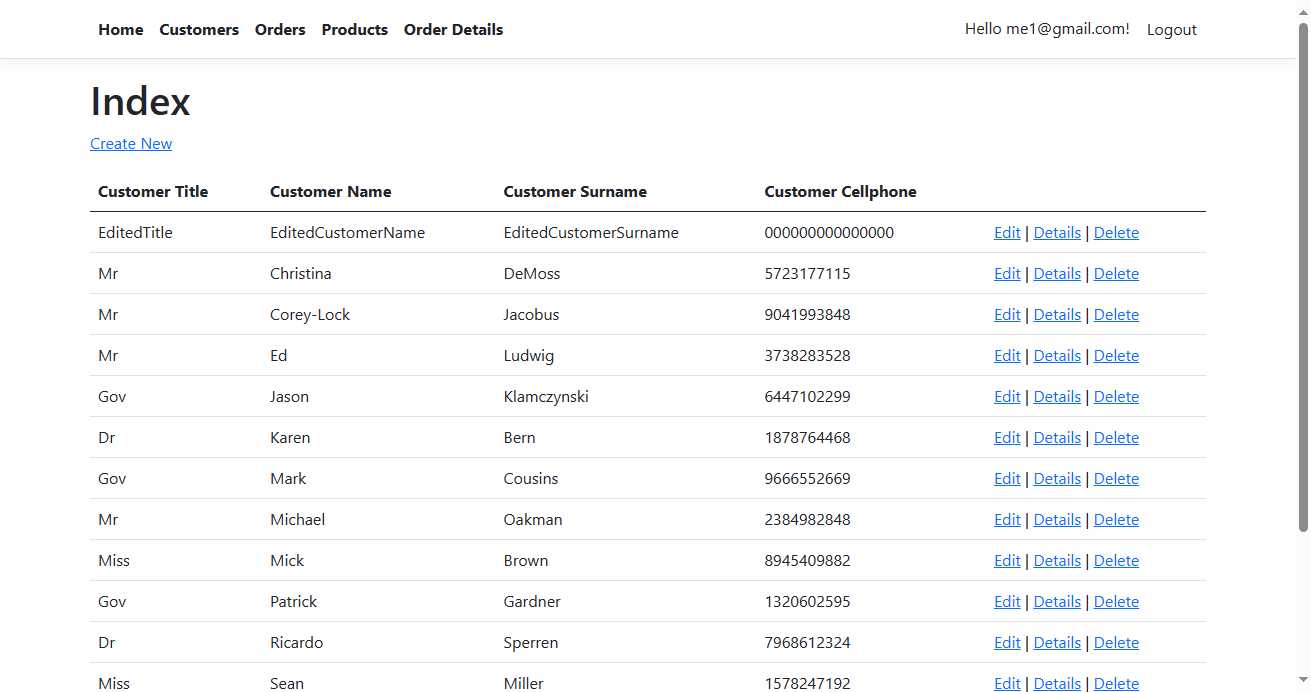 Home Customers Orders Products Order Details Hello me1@gmail.com! Logout
Index
Create New
Customer Title Customer Name Customer Surname Customer Cellphone
EditedTitle EditedCustomerName EditedCustomerSurname 000000000000000 Edit | Details | Delete
Mr Christina DeMoss 5723177115 Edit | Details | Delete
Mr Corey-Lock Jacobus 9041993848 Edit | Details | Delete
Mr Ed Ludwig 3738283528 Edit | Details | Delete
Gov Jason Klamczynski 6447102299 Edit | Details | Delete
Dr Karen Bern 1878764468 Edit | Details | Delete
Gov Mark Cousins 9666552669 Edit | Details | Delete
Mr Michael Oakman 2384982848 Edit | Details | Delete
Miss Mick Brown 8945409882 Edit | Details | Delete
Gov Patrick Gardner 1320602595 Edit | Details | Delete
Dr Ricardo Sperren 7968612324 Edit | Details | Delete
Miss Sean Miller 1578247192 Edit | Details | Delete